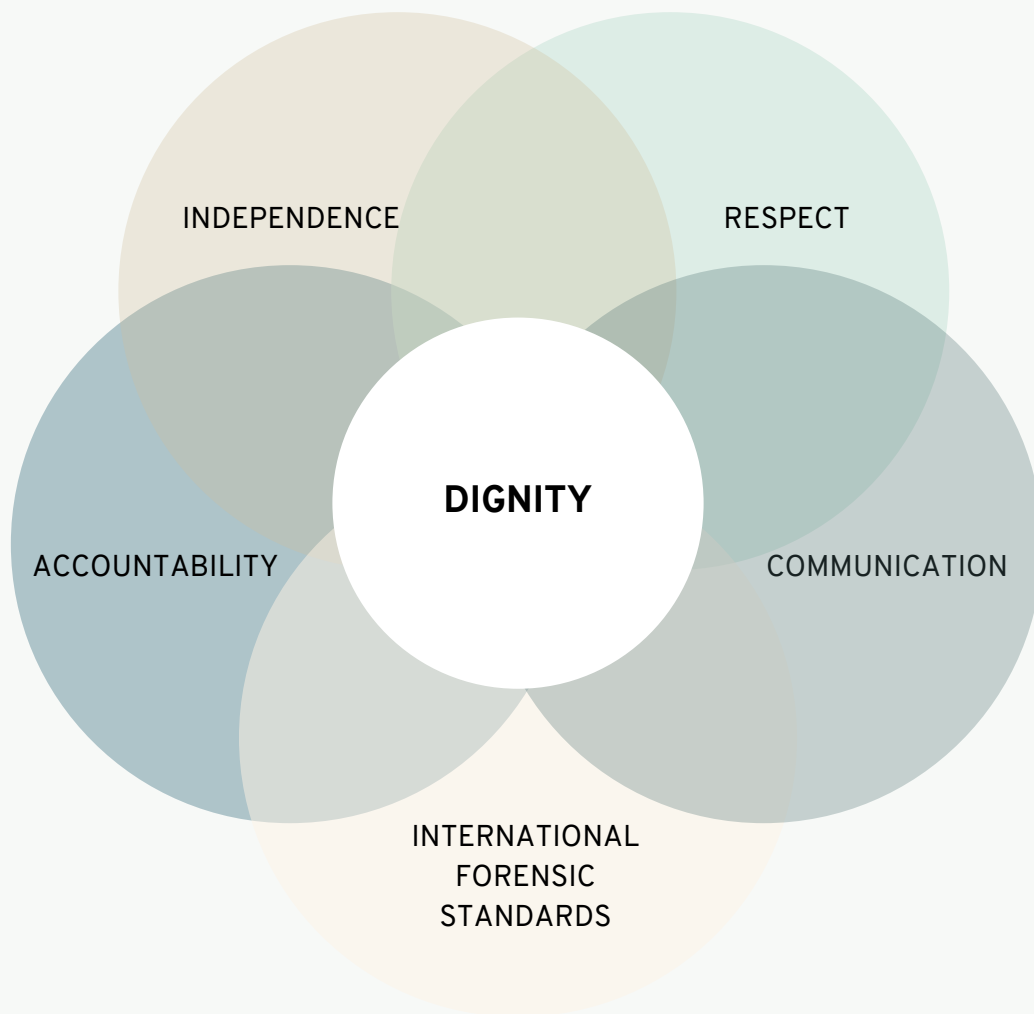 INDEPENDENCE
RESPECT
DIGNITY
ACCOUNTABILITY
COMMUNICATION
INTERNATIONAL
FORENSIC
STANDARDS